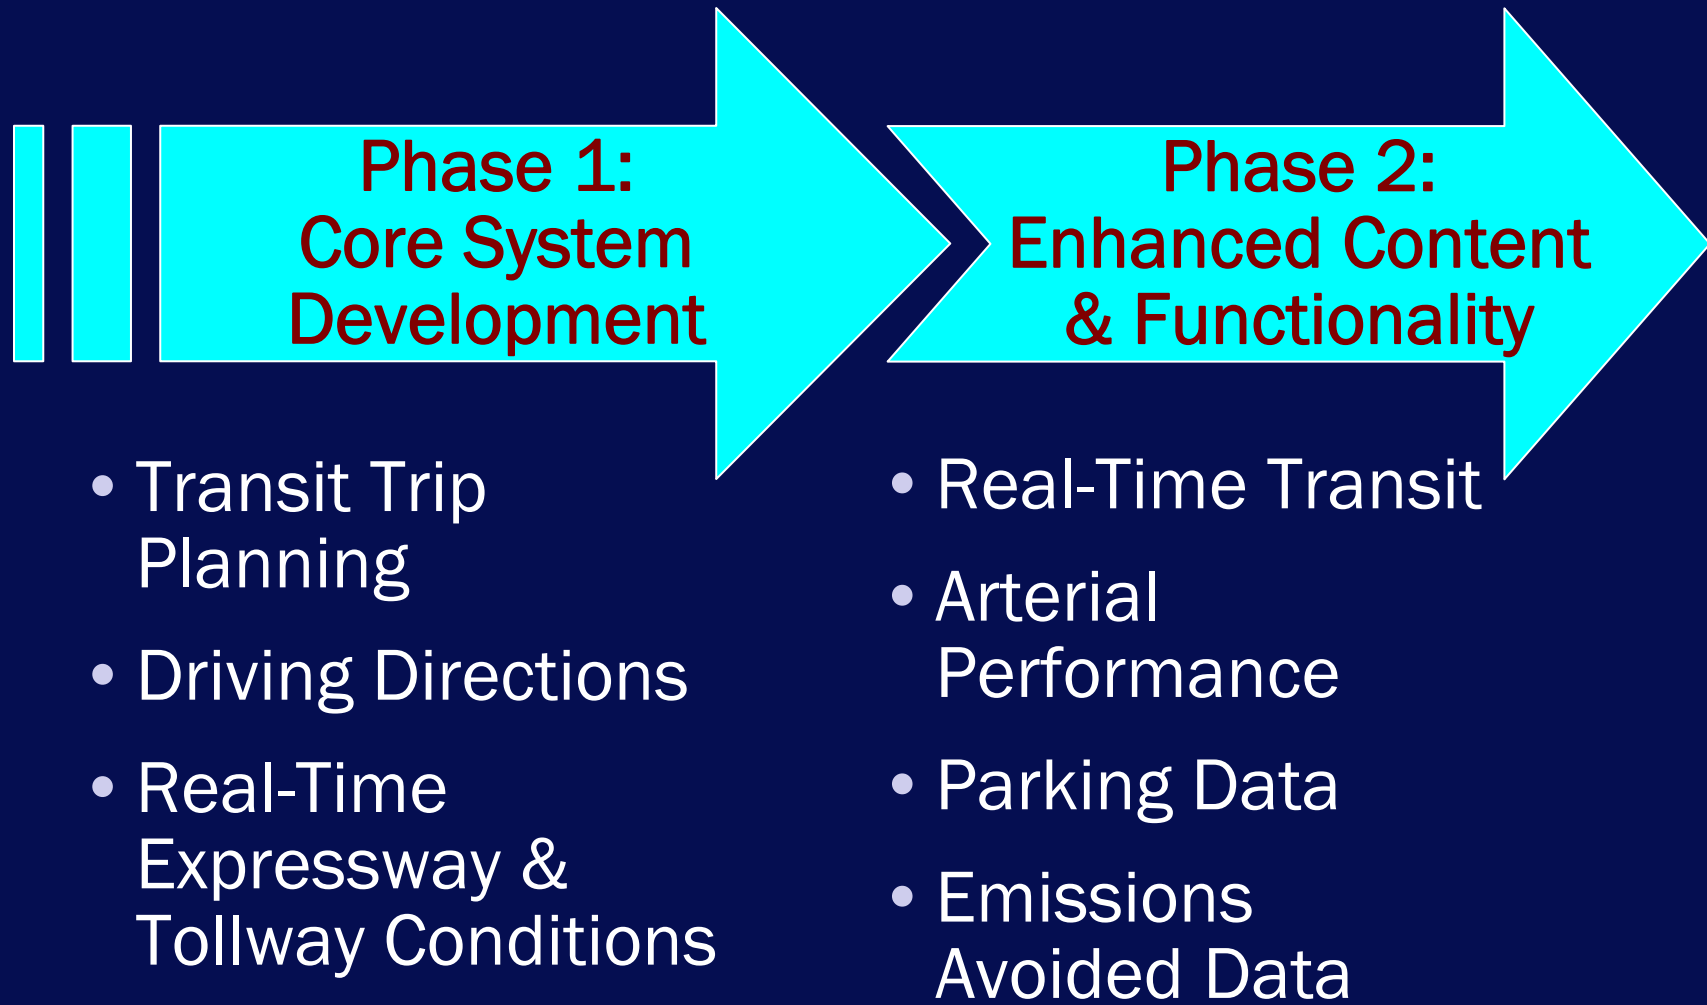 Phase 1:
Core System
Development
• Transit Trip
Planning
• Driving Directions
• Real-Time
Expressway &
Tollway Conditions
Phase 2:
Enhanced Content
& Functionality
• Real-Time Transit
• Arterial
Performance
• Parking Data
• Emissions
Avoided Data